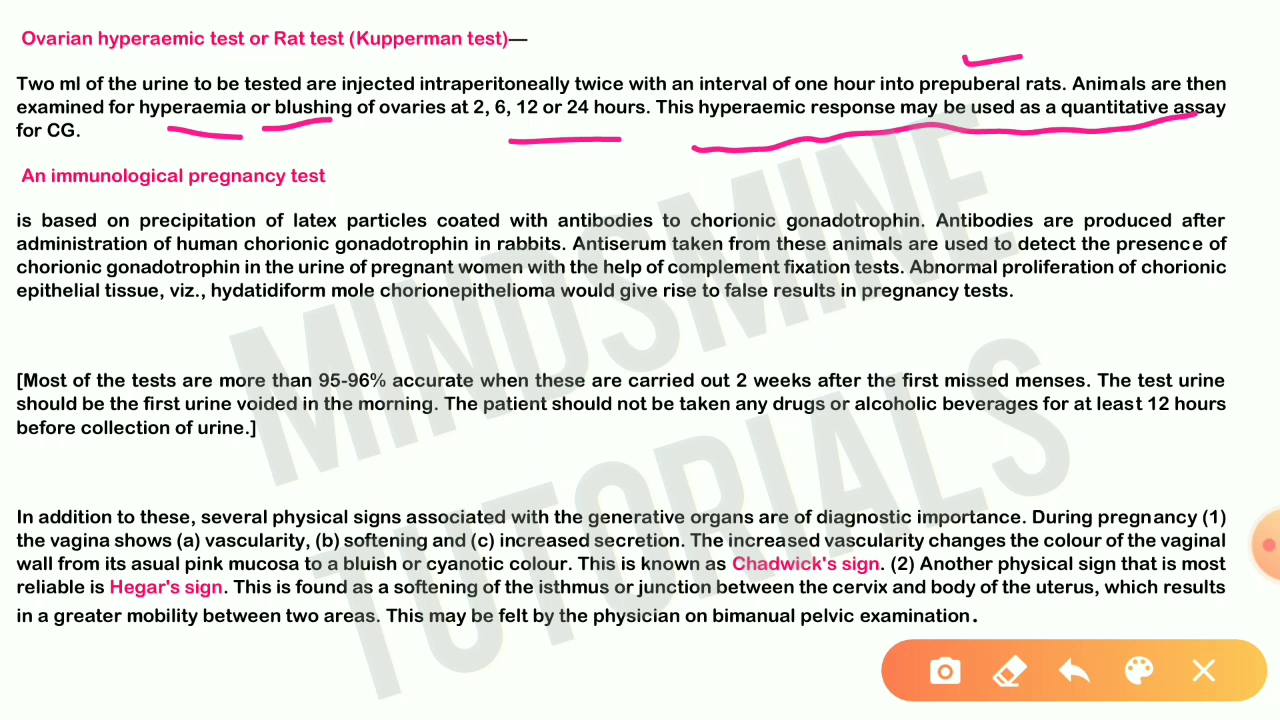 Ovarian hyperaemic test or Rat test (Kupperman test)—
Two ml of the urine to be tested are injected intraperitoneally twice with an interval of one hour into prepuberal rats. Animals are then
examined for hyperaemia or blushing of ovaries at 2, 6, 12 or 24 hours. This hyperaemic response may be used as a quantitative assay
for CG.
An immunological pregnancy test
is based on precipitation of latex particles coated with antibodies to chorionic gonadotrophin. Antibodies are produced after
administration of human chorionic gonadotrophin in rabbits. Antiserum taken from these animals are used to detect the presence of
chorionic gonadotrophin in the urine of pregnant women with the help of complement fixation tests. Abnormal proliferation of chorionic
epithelial tissue, viz., hydatidiform mole chorionepithelioma would give rise to false results in pregnancy tests.
[Most of the tests are more than 95-96% accurate when these are carried out 2 weeks after the first missed menses. The test urine
should be the first urine voided in the morning. The patient should not be taken any drugs or alcoholic beverages for at least 12 hours
before collection of urine.]
In addition to these, several physical signs associated with the generative organs are of diagnostic importance. During pregnancy (1)
the vagina shows (a) vascularity, (b) softening and (c) increased secretion. The increased vascularity changes the colour of the vaginal
wall from its asual pink mucosa to a bluish or cyanotic colour. This is known as Chadwick's sign. (2) Another physical sign that is most
reliable is Hegar's sign. This is found as a softening of the isthmus or junction between the cervix and body of the uterus, which results
in a greater mobility between two areas. This may be felt by the physician on bimanual pelvic examination.
MINDSMINE
TUTORIALS